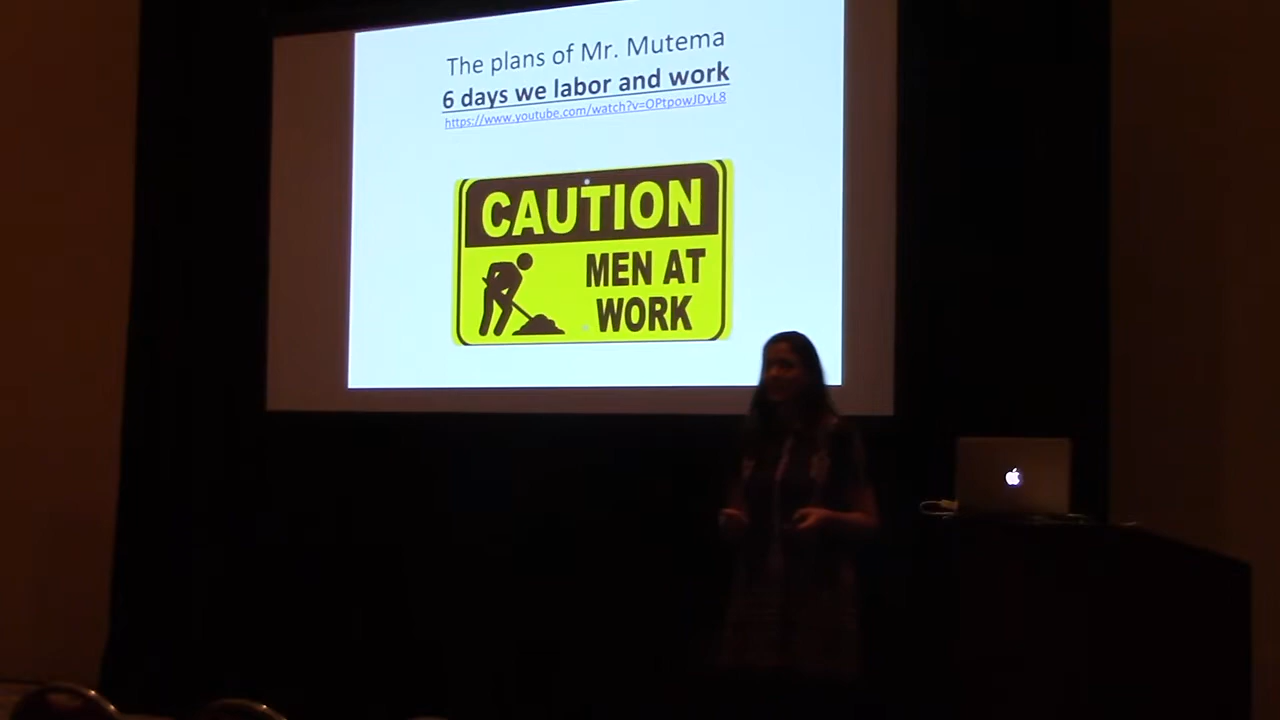 The plans of Mr. Mutema
6 days we labor and work
https://www.youtube.com/watch?v=OPtpowJDyL8
CAUTION
MEN AT
WORK